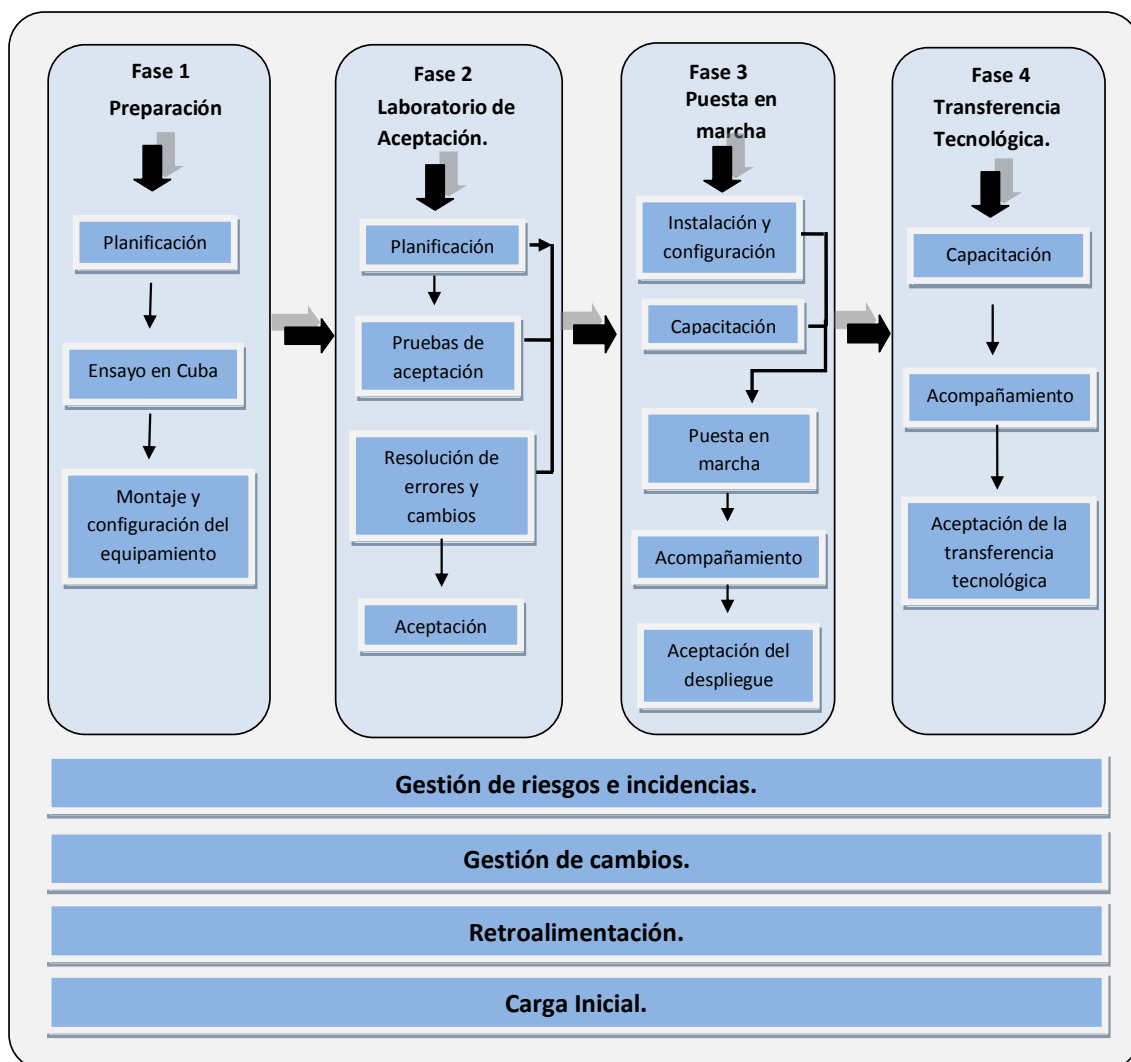 Fase 1
Preparación
Planificación
Ensayo en Cuba
Montaje y
configuración del
equipamiento
Fase 2
Laboratorio de
Aceptación.
Planificación
Pruebas de
aceptación
Resolución de
errores y
cambios
Aceptación
Fase 3
Puesta en
marcha
Instalación y
configuración
Capacitación
Puesta en
marcha
Acompañamiento
Aceptación del
despliegue
Fase 4
Transferencia
Tecnológica.
Capacitación
Acompañamiento
Aceptación de la
transferencia
tecnológica
Gestión de riesgos e incidencias.
Gestión de cambios.
Retroalimentación.
Carga Inicial.